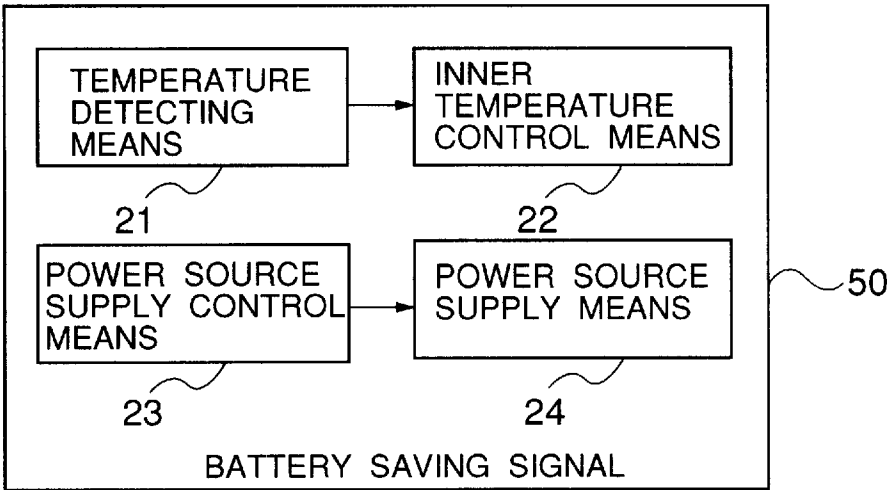 TEMPERATURE
DETECTING
MEANS
INNER
TEMPERATURE
CONTROL MEANS
21
22
POWER SOURCE
SUPPLY CONTROL
MEANS
POWER SOURCE
SUPPLY MEANS
50
23
24
BATTERY SAVING SIGNAL